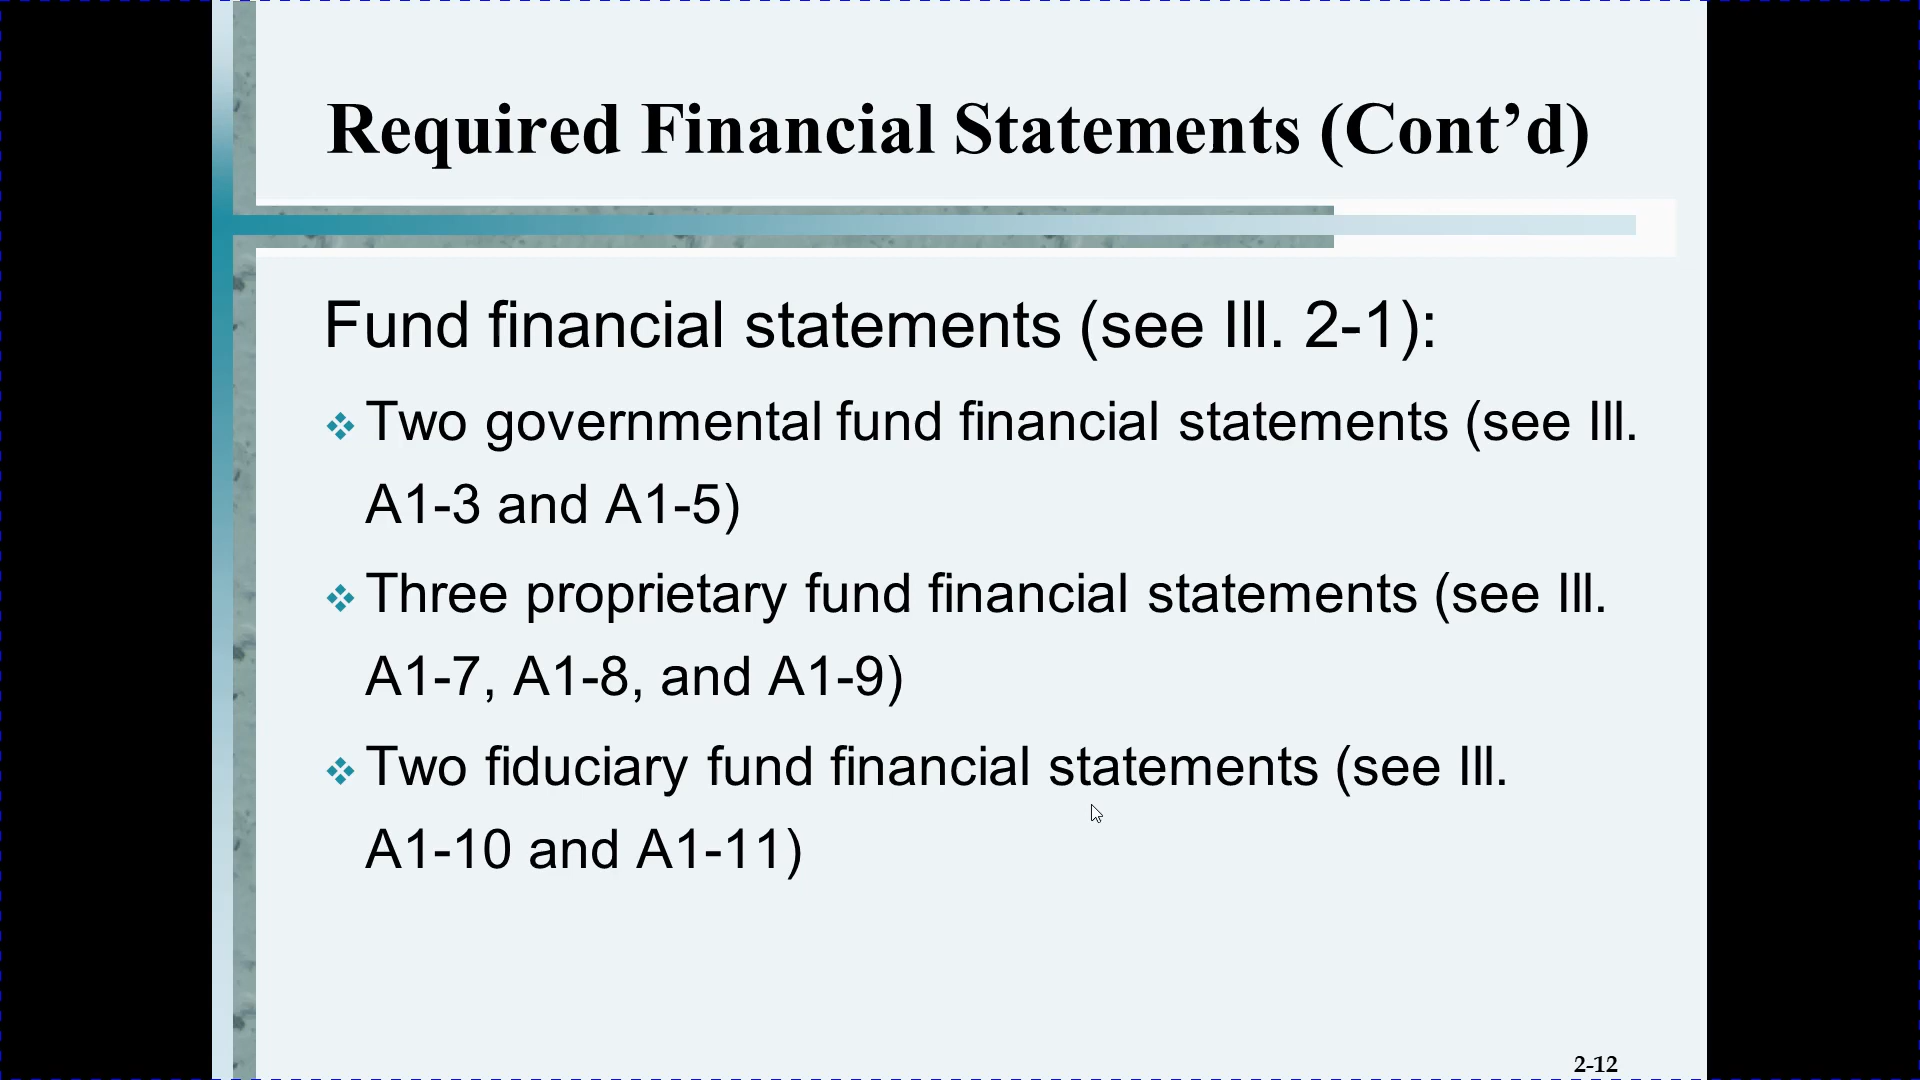 Required Financial Statements (Cont’d)
Fund financial statements (see Ill. 2-1):
Two governmental fund financial statements (see Ill.
A1-3 and A1-5)
Three proprietary fund financial statements (see Ill.
A1-7, A1-8, and A1-9)
Two fiduciary fund financial statements (see Ill.
A1-10 and A1-11)
2-12